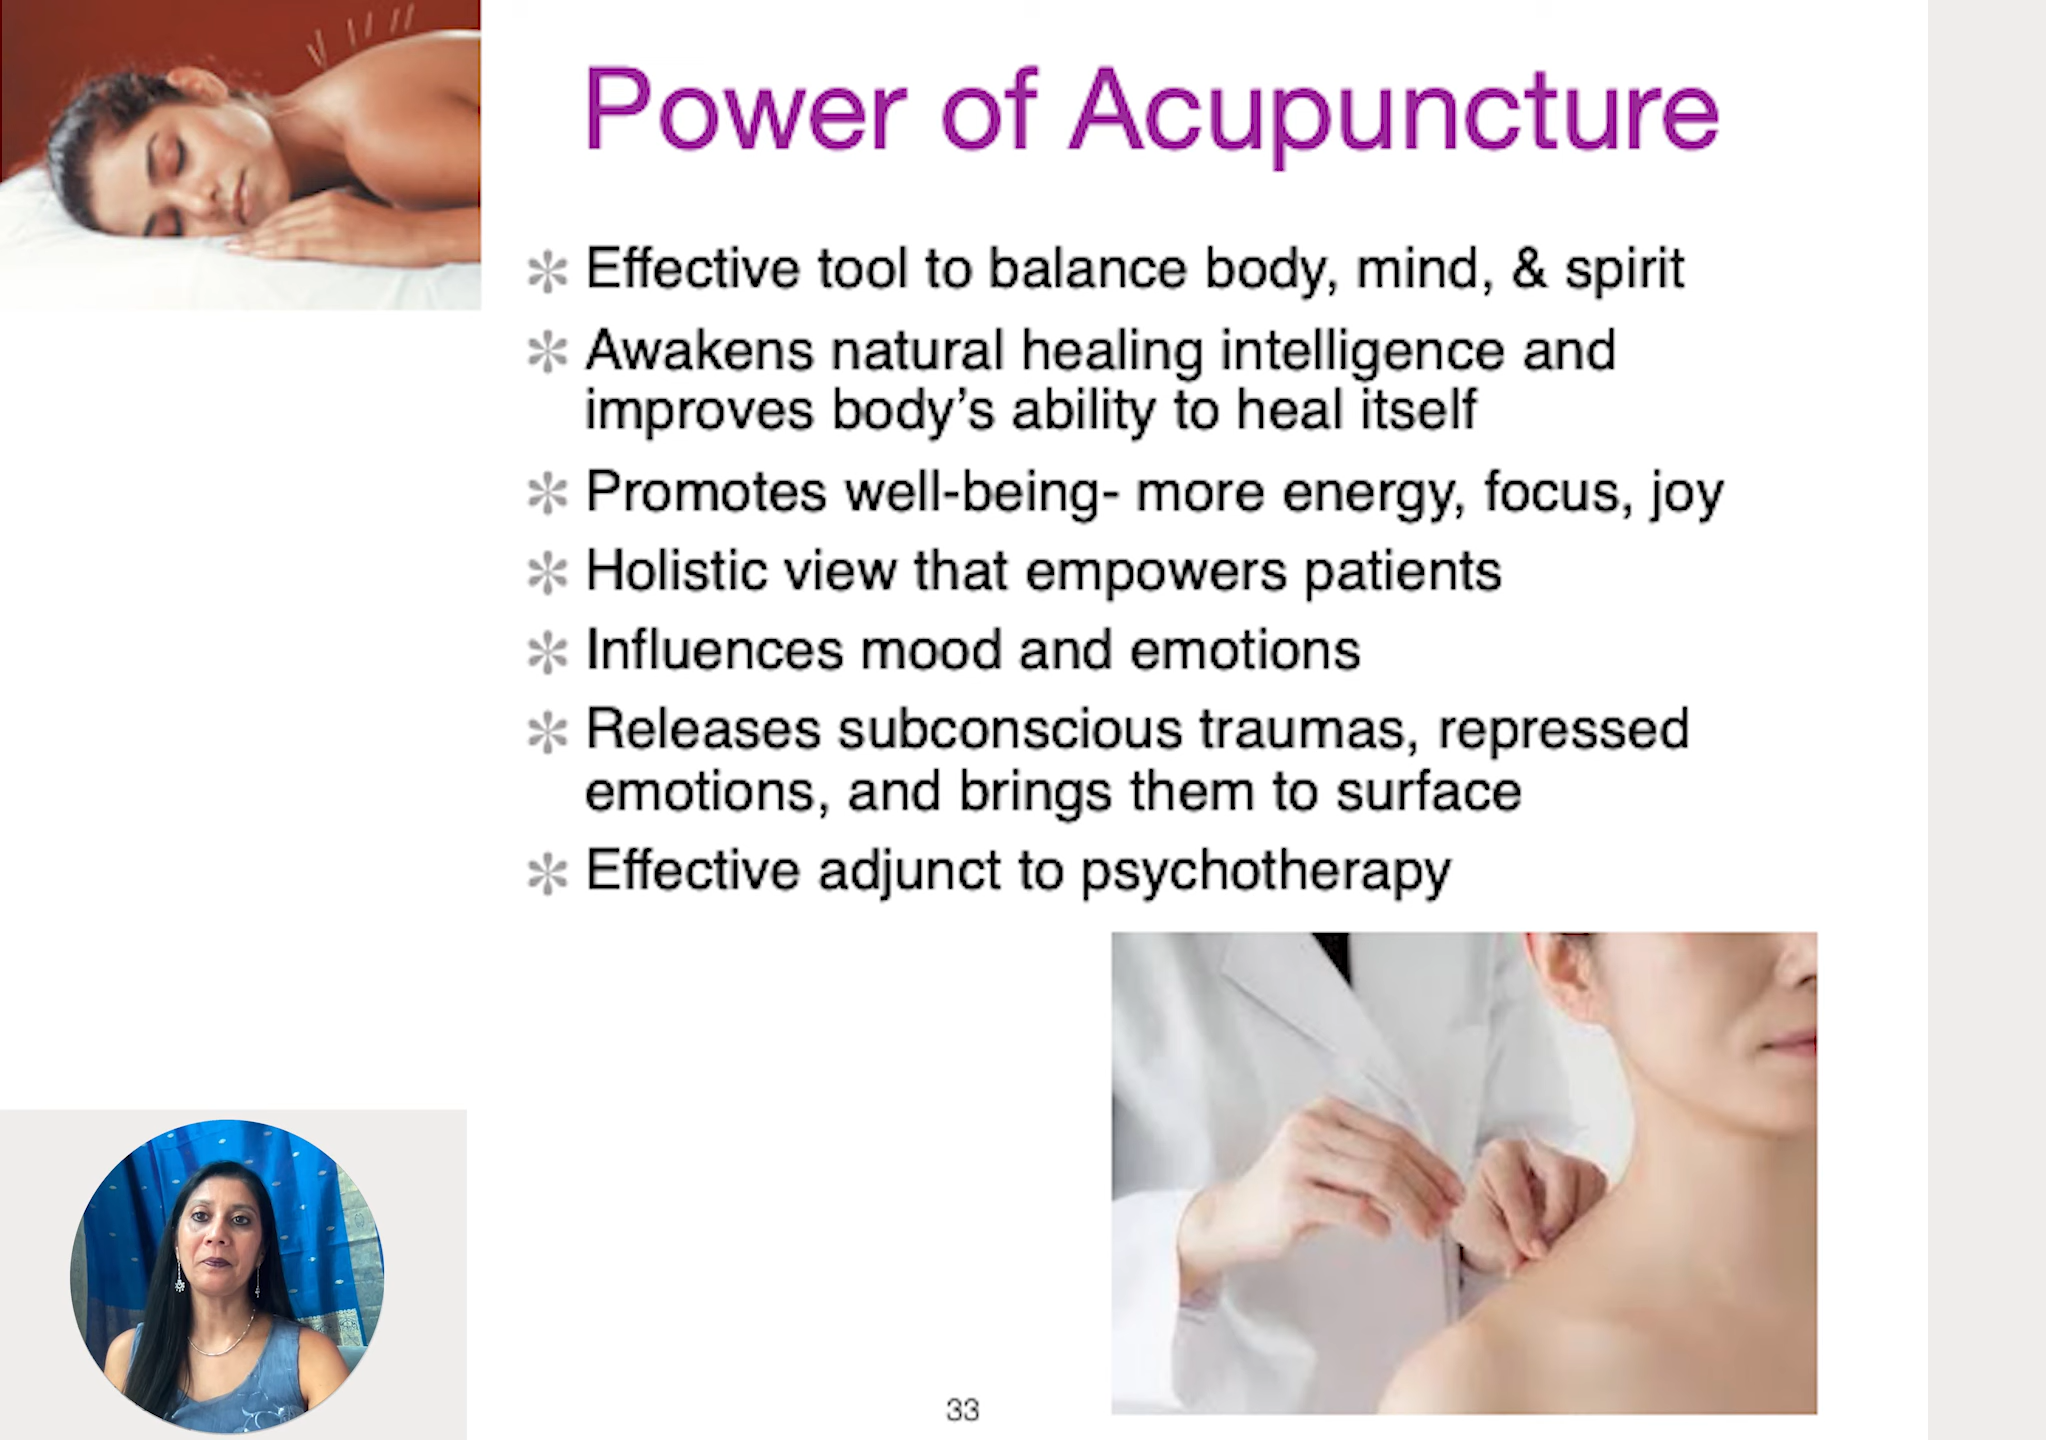 Power of Acupuncture
✻ Effective tool to balance body, mind, & spirit
✻ Awakens natural healing intelligence and
improves body’s ability to heal itself
✻ Promotes well-being- more energy, focus, joy
✻ Holistic view that empowers patients
✻ Influences mood and emotions
✻ Releases subconscious traumas, repressed
emotions, and brings them to surface
✻ Effective adjunct to psychotherapy
33